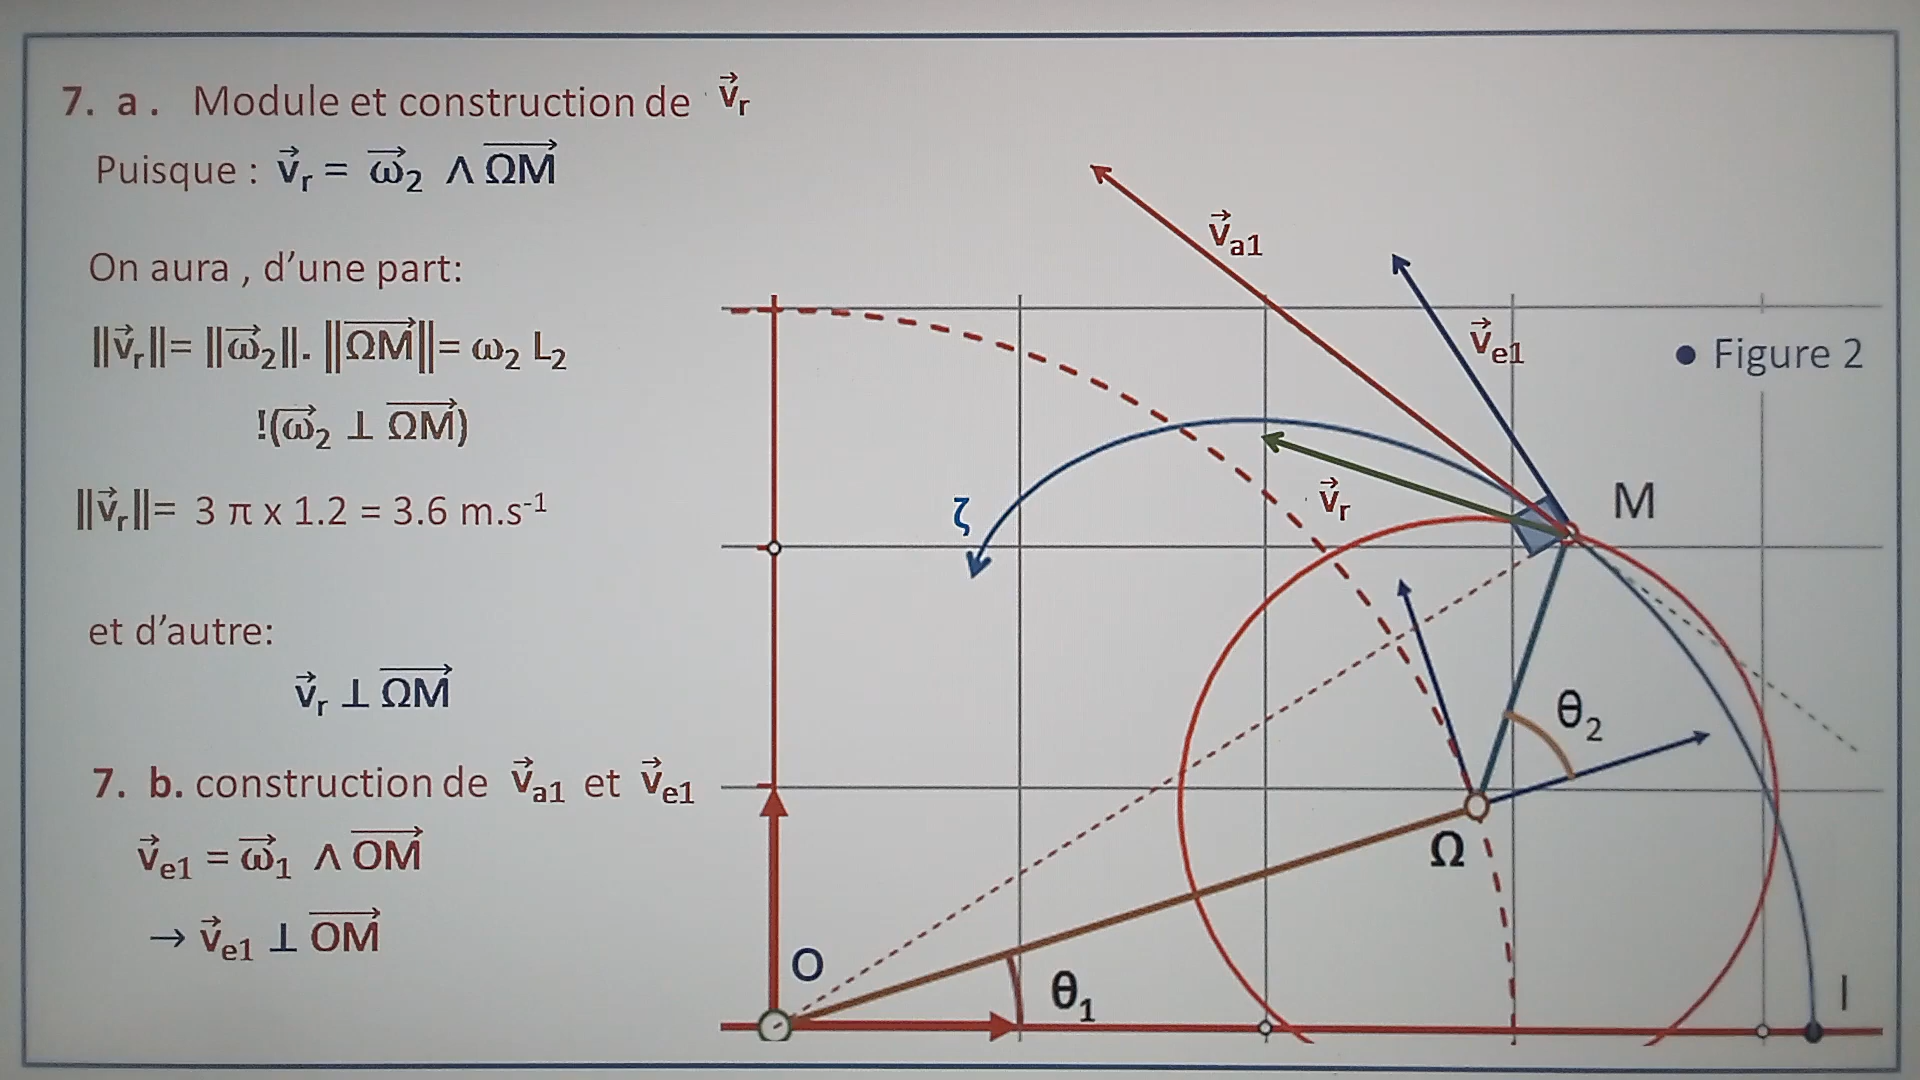 7. a. Module et construction de v⃗r
Puisque : v⃗r = ω⃗2 ∧ ΩM⃗
On aura , d'une part:
‖v⃗r‖= ‖ω⃗2‖. ‖ΩM⃗‖= ω2 L2
!(ω⃗2 ⊥ ΩM⃗)
‖v⃗r‖= 3 π x 1.2 = 3.6 m.s-1
et d'autre:
v⃗r ⊥ ΩM⃗
7. b. construction de v⃗a1 et v⃗e1
v⃗e1 = ω⃗1 ∧ OM⃗
→ v⃗e1 ⊥ OM⃗
v⃗a1
v⃗e1
• Figure 2
ζ
v⃗r
M
θ2
Ω
O
θ1
I